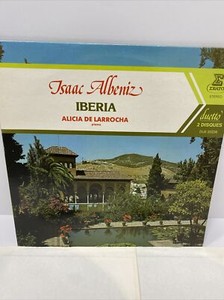 Isaac Albeniz
IBERIA
ALICIA DE LARROCHA
piano
ERATO
STEREO
duetto
2 DISQUES